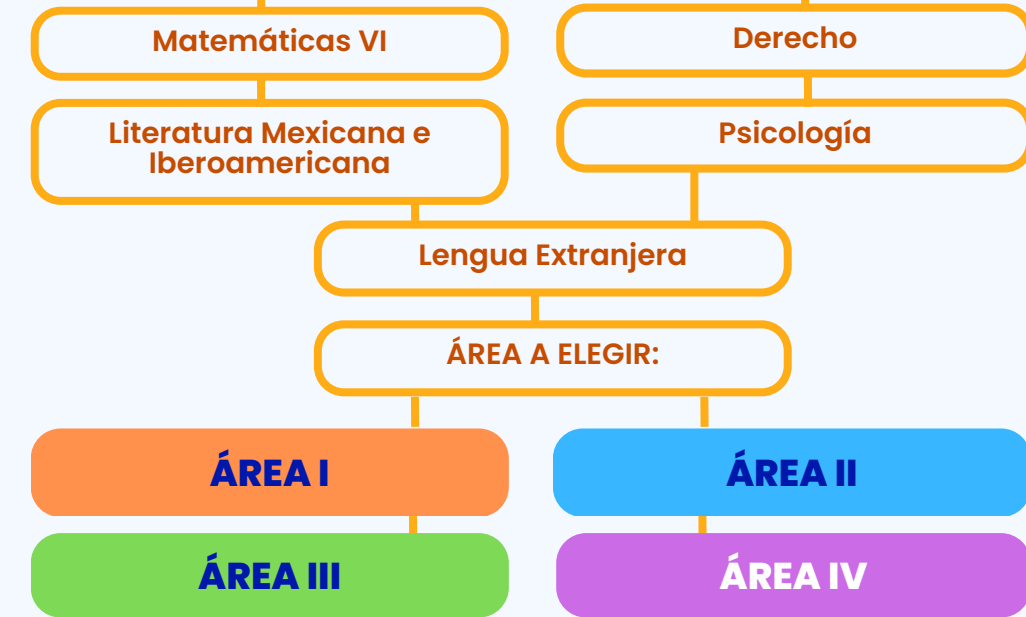 Matemáticas VI
Derecho
Literatura Mexicana e
Iberoamericana
Psicología
Lengua Extranjera
ÁREA A ELEGIR:
ÁREA I
ÁREA II
ÁREA III
ÁREA IV